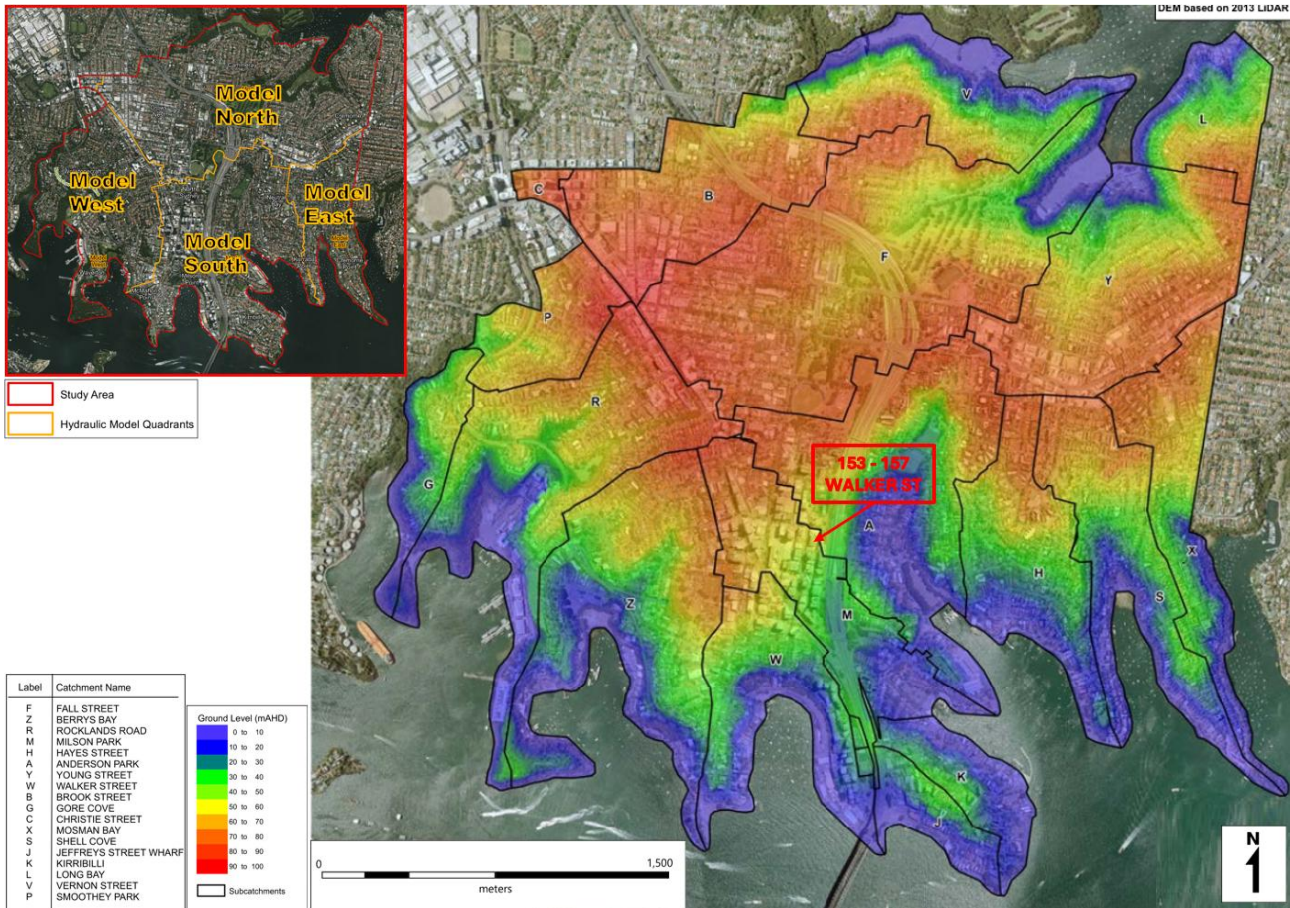 DEM based on 2013 LiDAR
Model
North
Model
West
Model
East
Model
South
Study Area
Hydraulic Model Quadrants
V
L
C
B
F
Y
P
R
153 - 157
WALKER ST
G
A
X
H
S
Z
M
W
K
J
Label Catchment Name
F FALL STREET
Z BERRYS BAY
R ROCKLANDS ROAD
M MILSON PARK
H HAYES STREET
A ANDERSON PARK
Y YOUNG STREET
W WALKER STREET
B BROOK STREET
G GORE COVE
C CHRISTIE STREET
X MOSMAN BAY
S SHELL COVE
J JEFFREYS STREET WHARF
K KIRRIBILLI
L LONG BAY
V VERNON STREET
P SMOOTHEY PARK
Ground Level (mAHD)
0 to 10
10 to 20
20 to 30
30 to 40
40 to 50
50 to 60
60 to 70
70 to 80
80 to 90
90 to 100
Subcatchments
0 1,500
meters
N